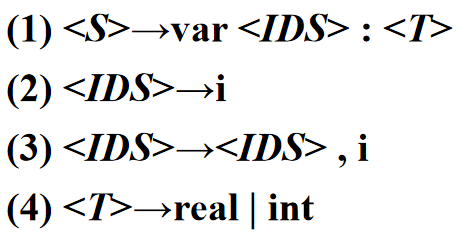 (1) <S>→var <IDS> : <T>
(2) <IDS>→i
(3) <IDS>→<IDS> , i
(4) <T>→real | int